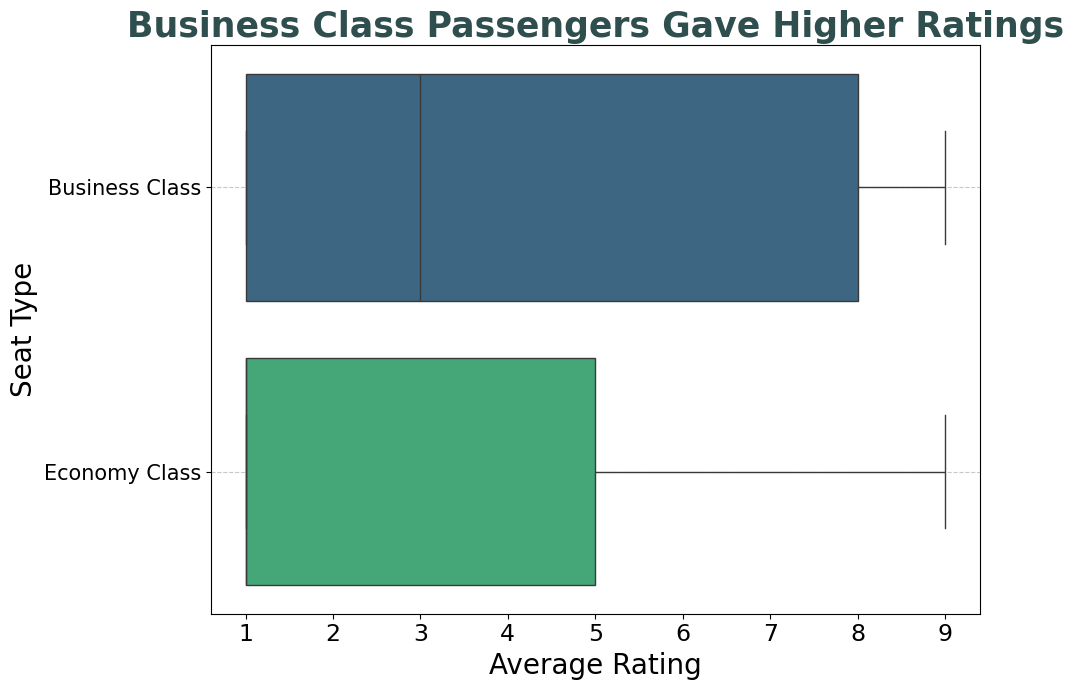 Business Class Passengers Gave Higher Ratings
Seat Type
Business Class
Economy Class
1 2 3 4 5 6 7 8 9
Average Rating